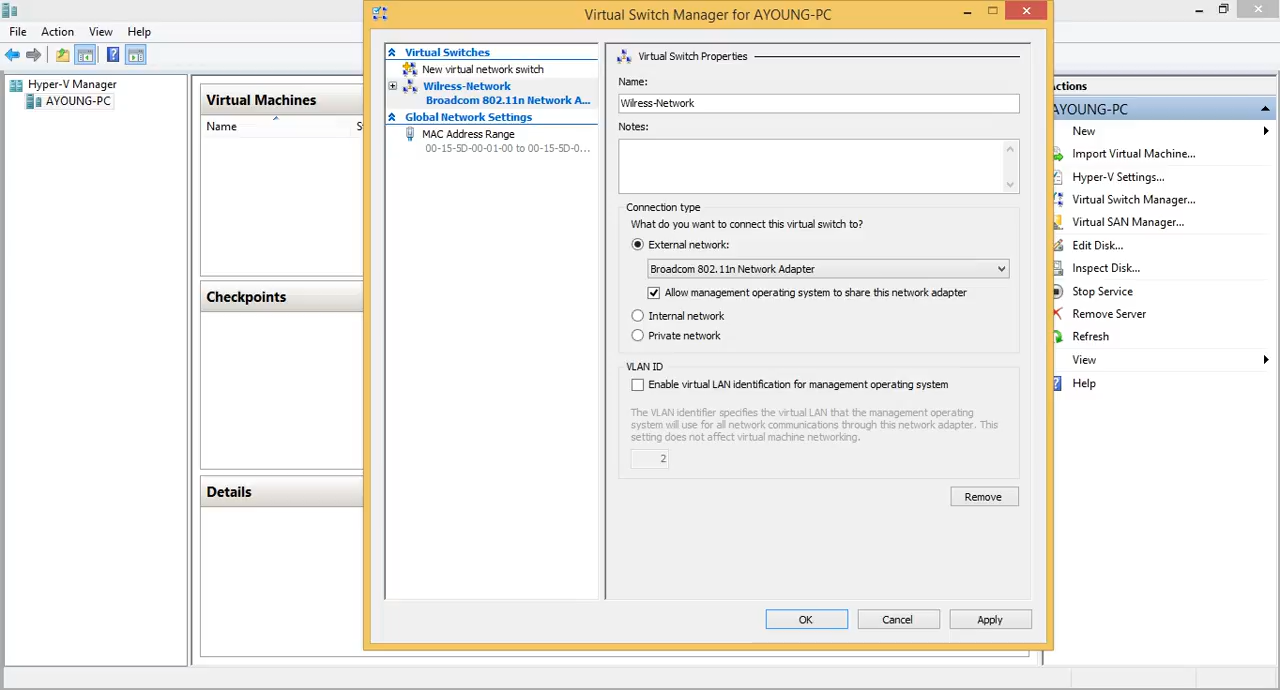 Virtual Switch Manager for AYOUNG-PC
File Action View Help
Hyper-V Manager
AYOUNG-PC
Virtual Machines
Name
Checkpoints
Details
Virtual Switches
New virtual network switch
Wilress-Network
Broadcom 802.11n Network A...
Global Network Settings
MAC Address Range
00-15-5D-00-01-00 to 00-15-5D-0...
Virtual Switch Properties
Name:
Wilress-Network
Notes:
Connection type
What do you want to connect this virtual switch to?
External network:
Broadcom 802.11n Network Adapter
Allow management operating system to share this network adapter
Internal network
Private network
VLAN ID
Enable virtual LAN identification for management operating system
The VLAN identifier specifies the virtual LAN that the management operating
system will use for all network communications through this network adapter. This
setting does not affect virtual machine networking.
2
Remove
OK Cancel Apply
AYOUNG-PC
New
Import Virtual Machine...
Hyper-V Settings...
Virtual Switch Manager...
Virtual SAN Manager...
Edit Disk...
Inspect Disk...
Stop Service
Remove Server
Refresh
View
Help